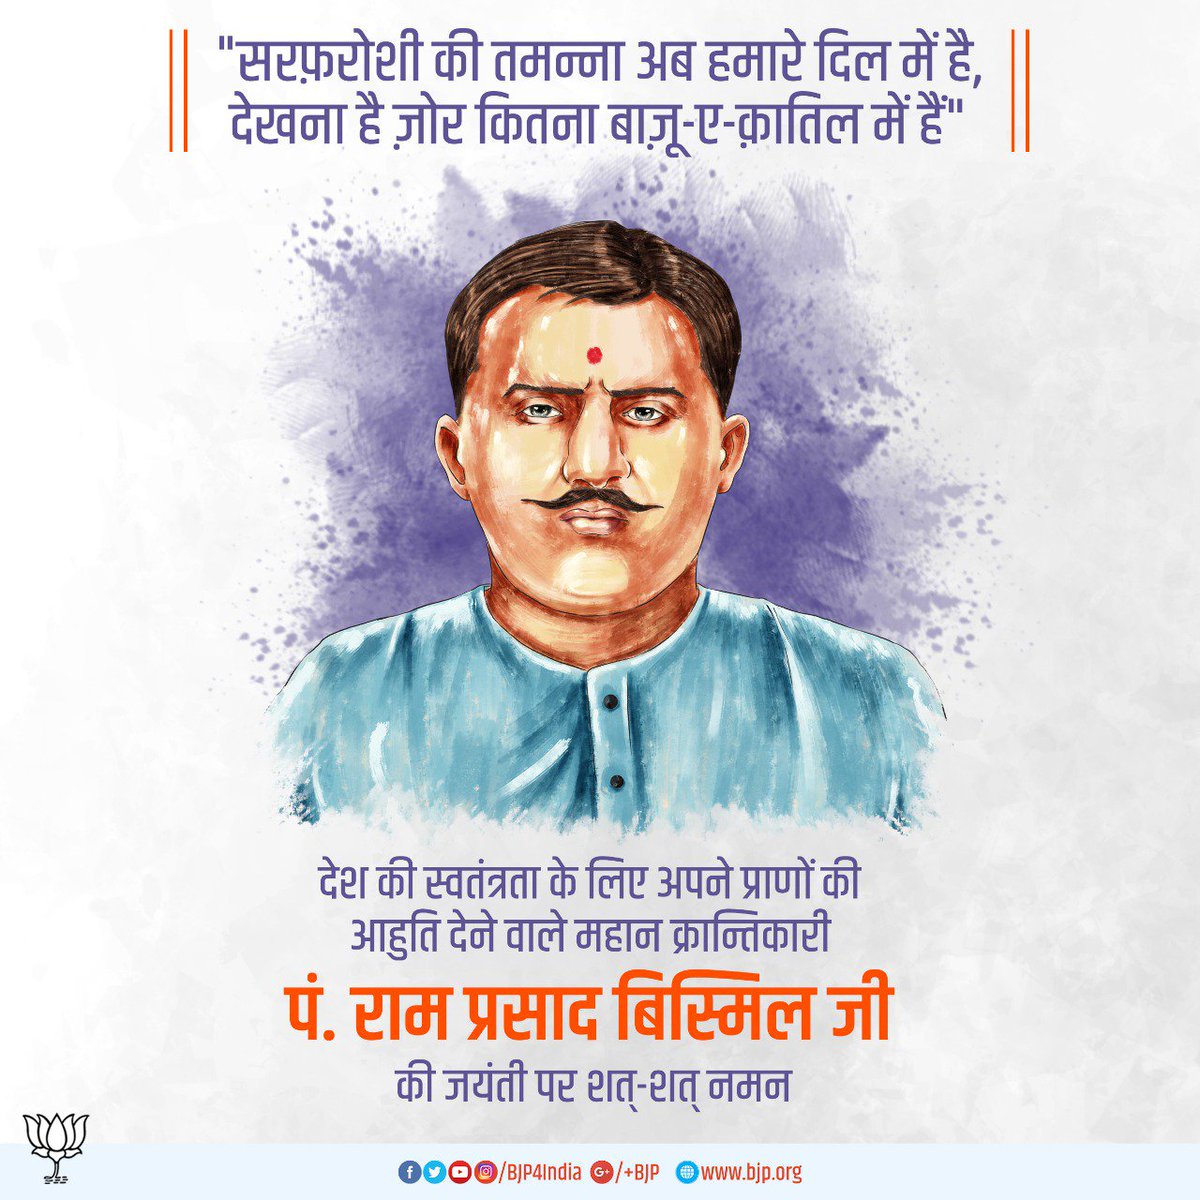 "सरफ़रोशी की तमन्ना अब हमारे दिल में है,
देखना है ज़ोर कितना बाज़ू-ए-क़ातिल में हैं"
देश की स्वतंत्रता के लिए अपने प्राणों की
आहुति देने वाले महान क्रान्तिकारी
पं. राम प्रसाद बिस्मिल जी
की जयंती पर शत्-शत् नमन
/BJP4India /+BJP www.bjp.org